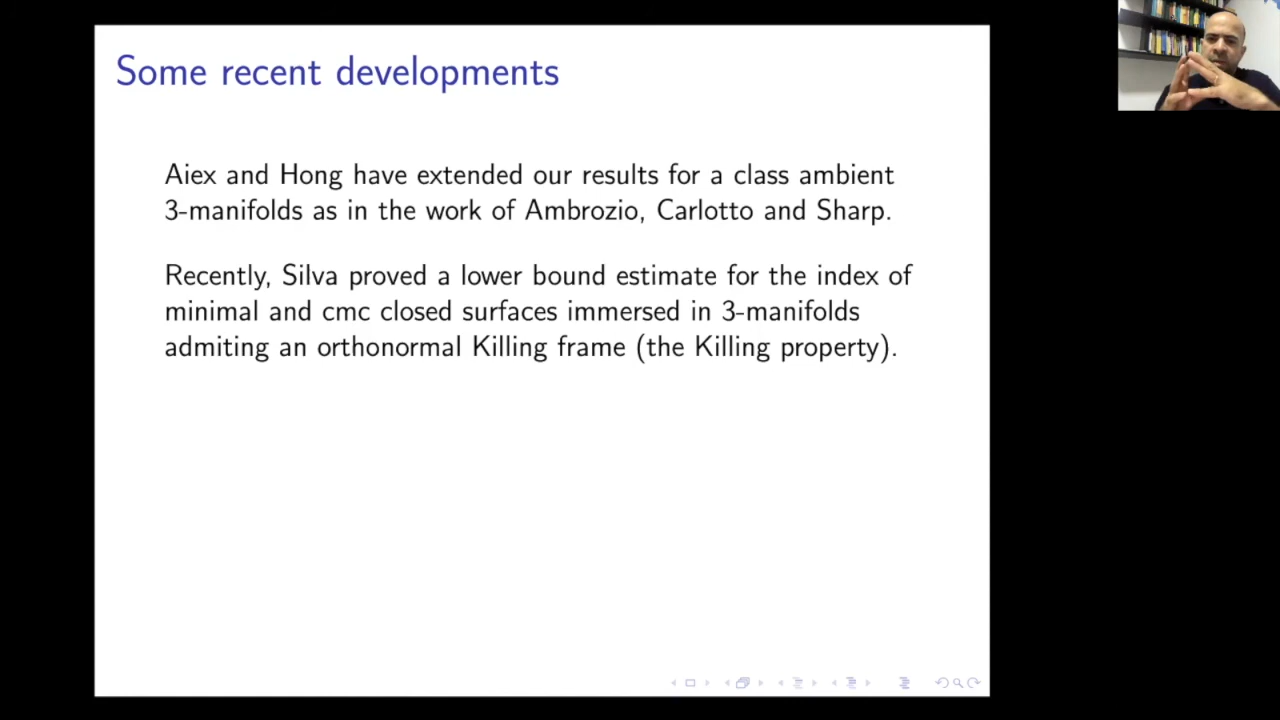 Some recent developments
Aiex and Hong have extended our results for a class ambient
3-manifolds as in the work of Ambrozio, Carlotto and Sharp.
Recently, Silva proved a lower bound estimate for the index of
minimal and cmc closed surfaces immersed in 3-manifolds
admiting an orthonormal Killing frame (the Killing property).